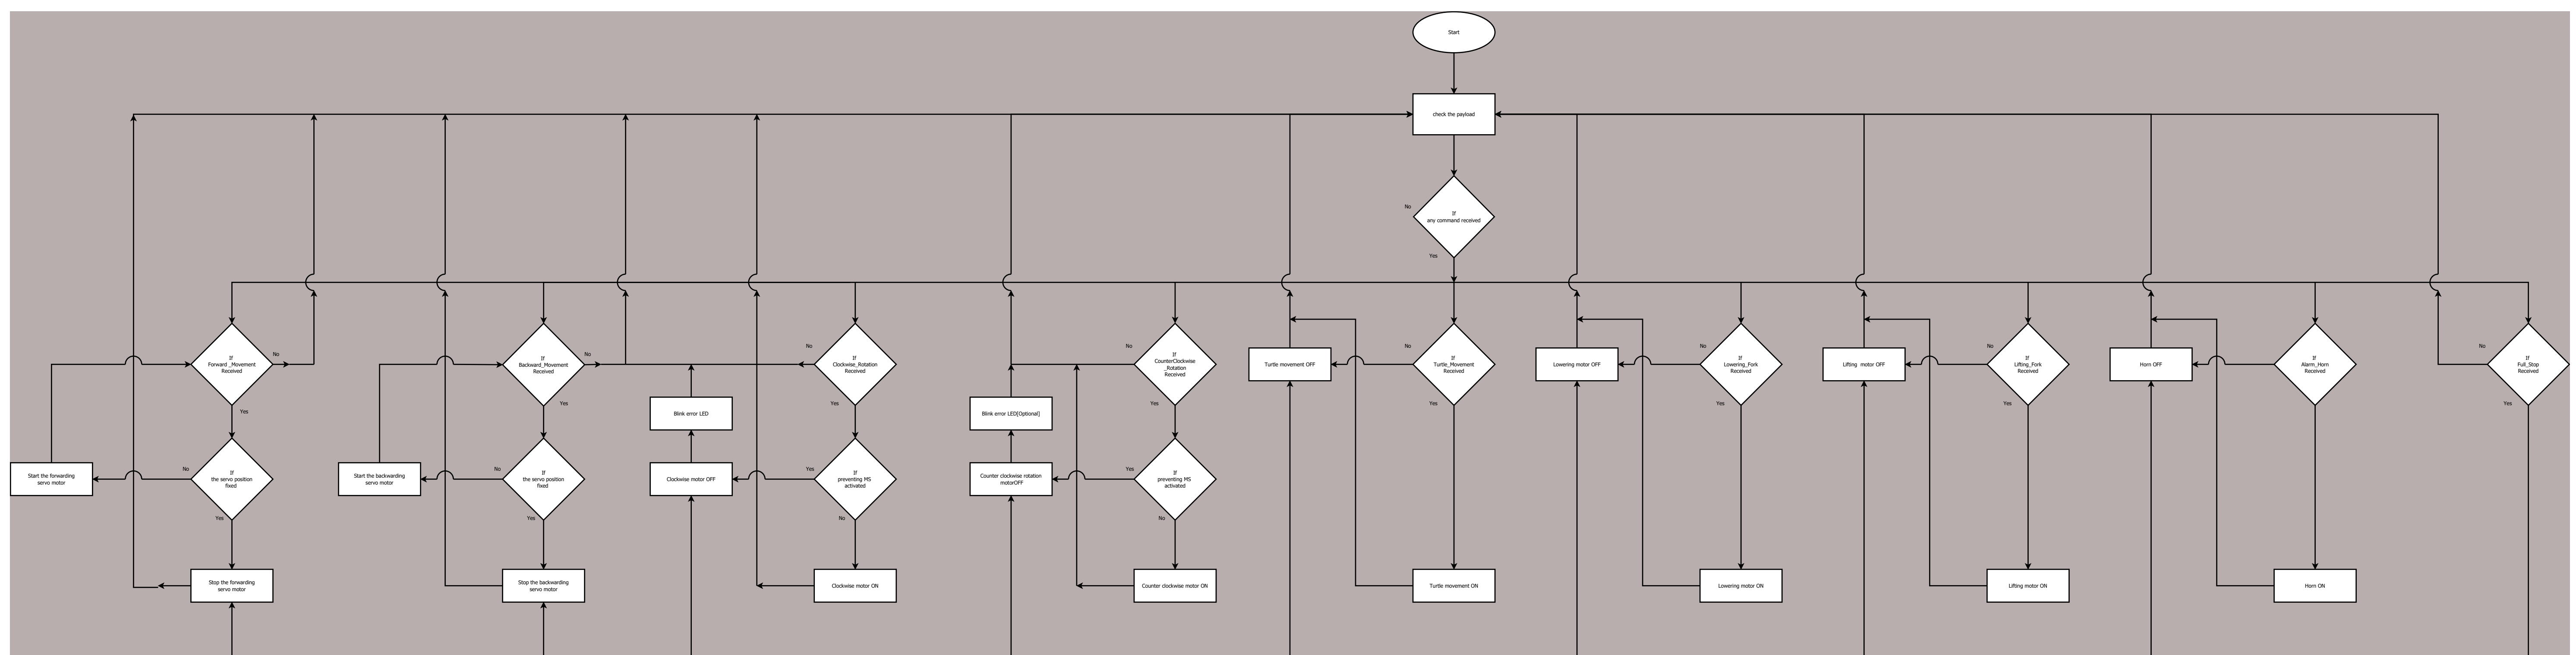 Start
check the payload
No
If
any command received
Yes
If
Forward _Movement
Received
No
If
Backward_Movement
Received
No
No
If
Clockwise_Rotation
Received
No
If
CounterClockwise
_Rotation
Received
Turtle movement OFF
No
If
Turtle_Movement
Received
Lowering motor OFF
No
If
Lowering_Fork
Received
Lifting  motor OFF
No
If
Lifting_Fork
Received
Horn OFF
No
If
Alarm_Horn
Received
No
If
Full_Stop
Received
Yes
Yes
Blink error LED
Yes
Blink error LED[Optional]
Yes
Yes
Yes
Yes
Yes
Yes
Start the forwarding
servo motor
No
If
the servo position
fixed
Start the backwarding
servo motor
No
If
the servo position
fixed
Clockwise motor OFF
Yes
If
preventing MS
activated
Counter clockwise rotation
motorOFF
Yes
If
preventing MS
activated
Yes
Yes
No
No
Stop the forwarding
servo motor
Stop the backwarding
servo motor
Clockwise motor ON
Counter clockwise motor ON
Turtle movement ON
Lowering motor ON
Lifting motor ON
Horn ON